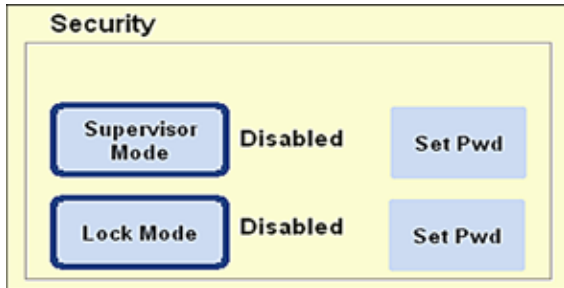 Security
Supervisor
Mode
Disabled
Set Pwd
Lock Mode
Disabled
Set Pwd